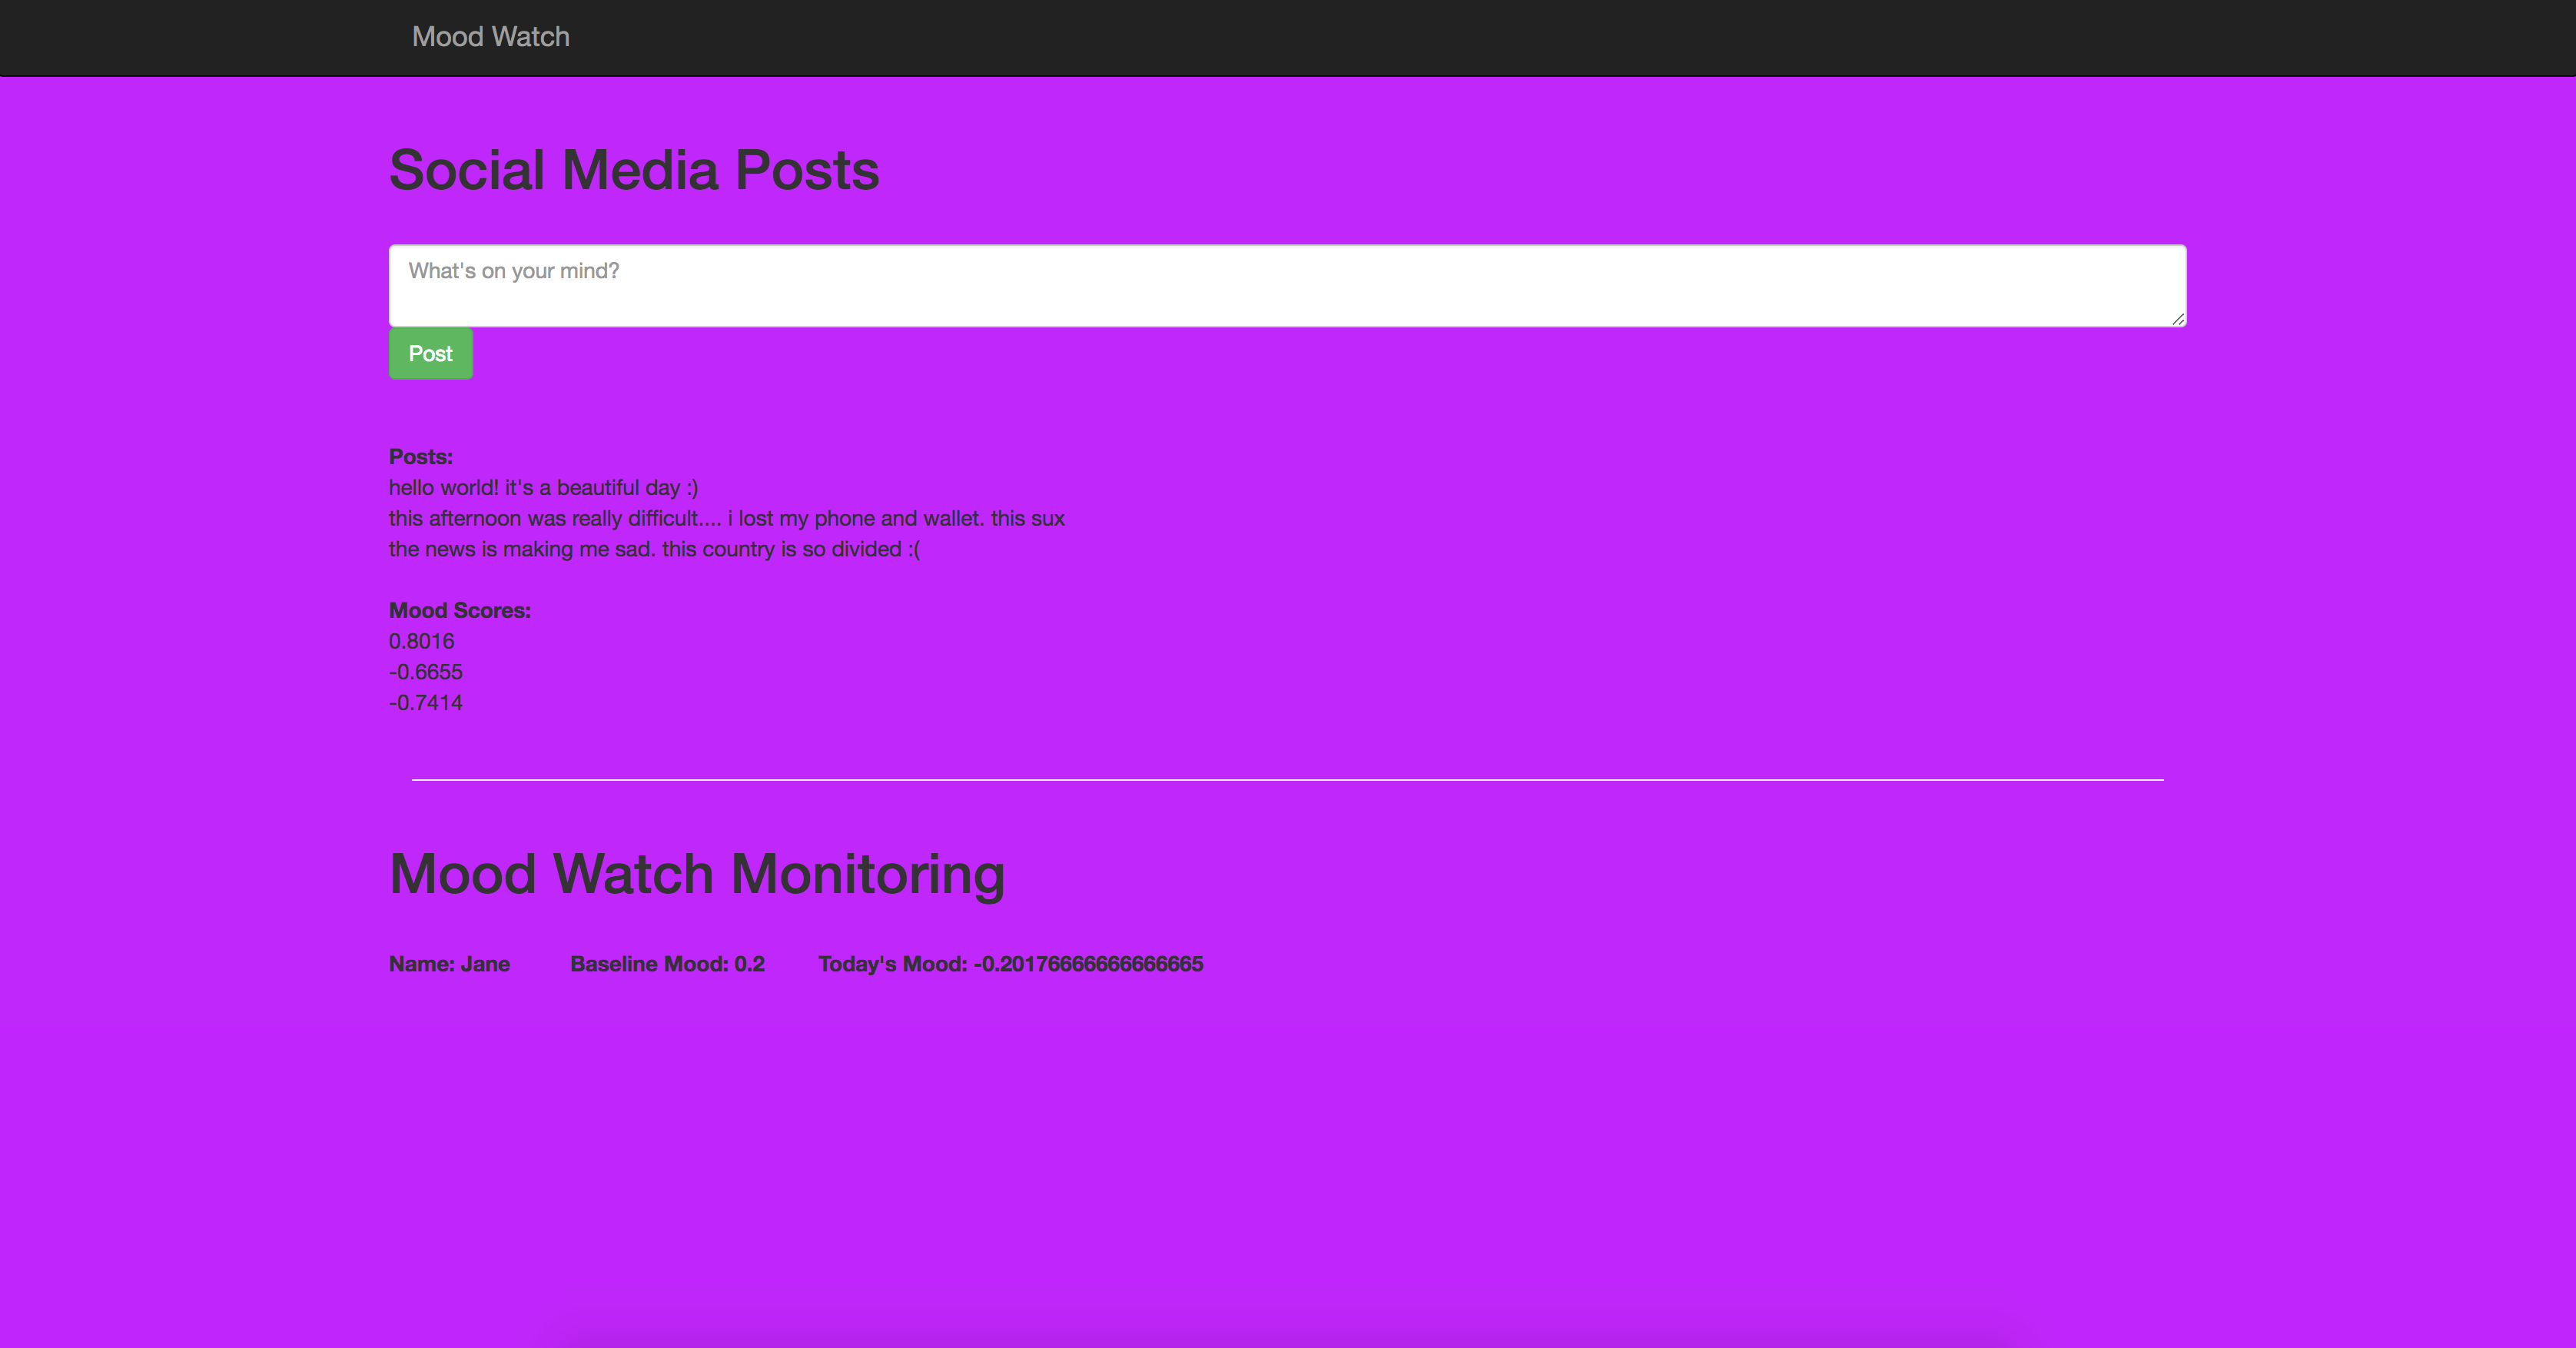 Mood Watch
Social Media Posts
What's on your mind?
Post
Posts:
hello world! it's a beautiful day :)
this afternoon was really difficult.... i lost my phone and wallet. this sux
the news is making me sad. this country is so divided :(
Mood Scores:
0.8016
-0.6655
-0.7414
Mood Watch Monitoring
Name: Jane Baseline Mood: 0.2 Today's Mood: -0.20176666666666665